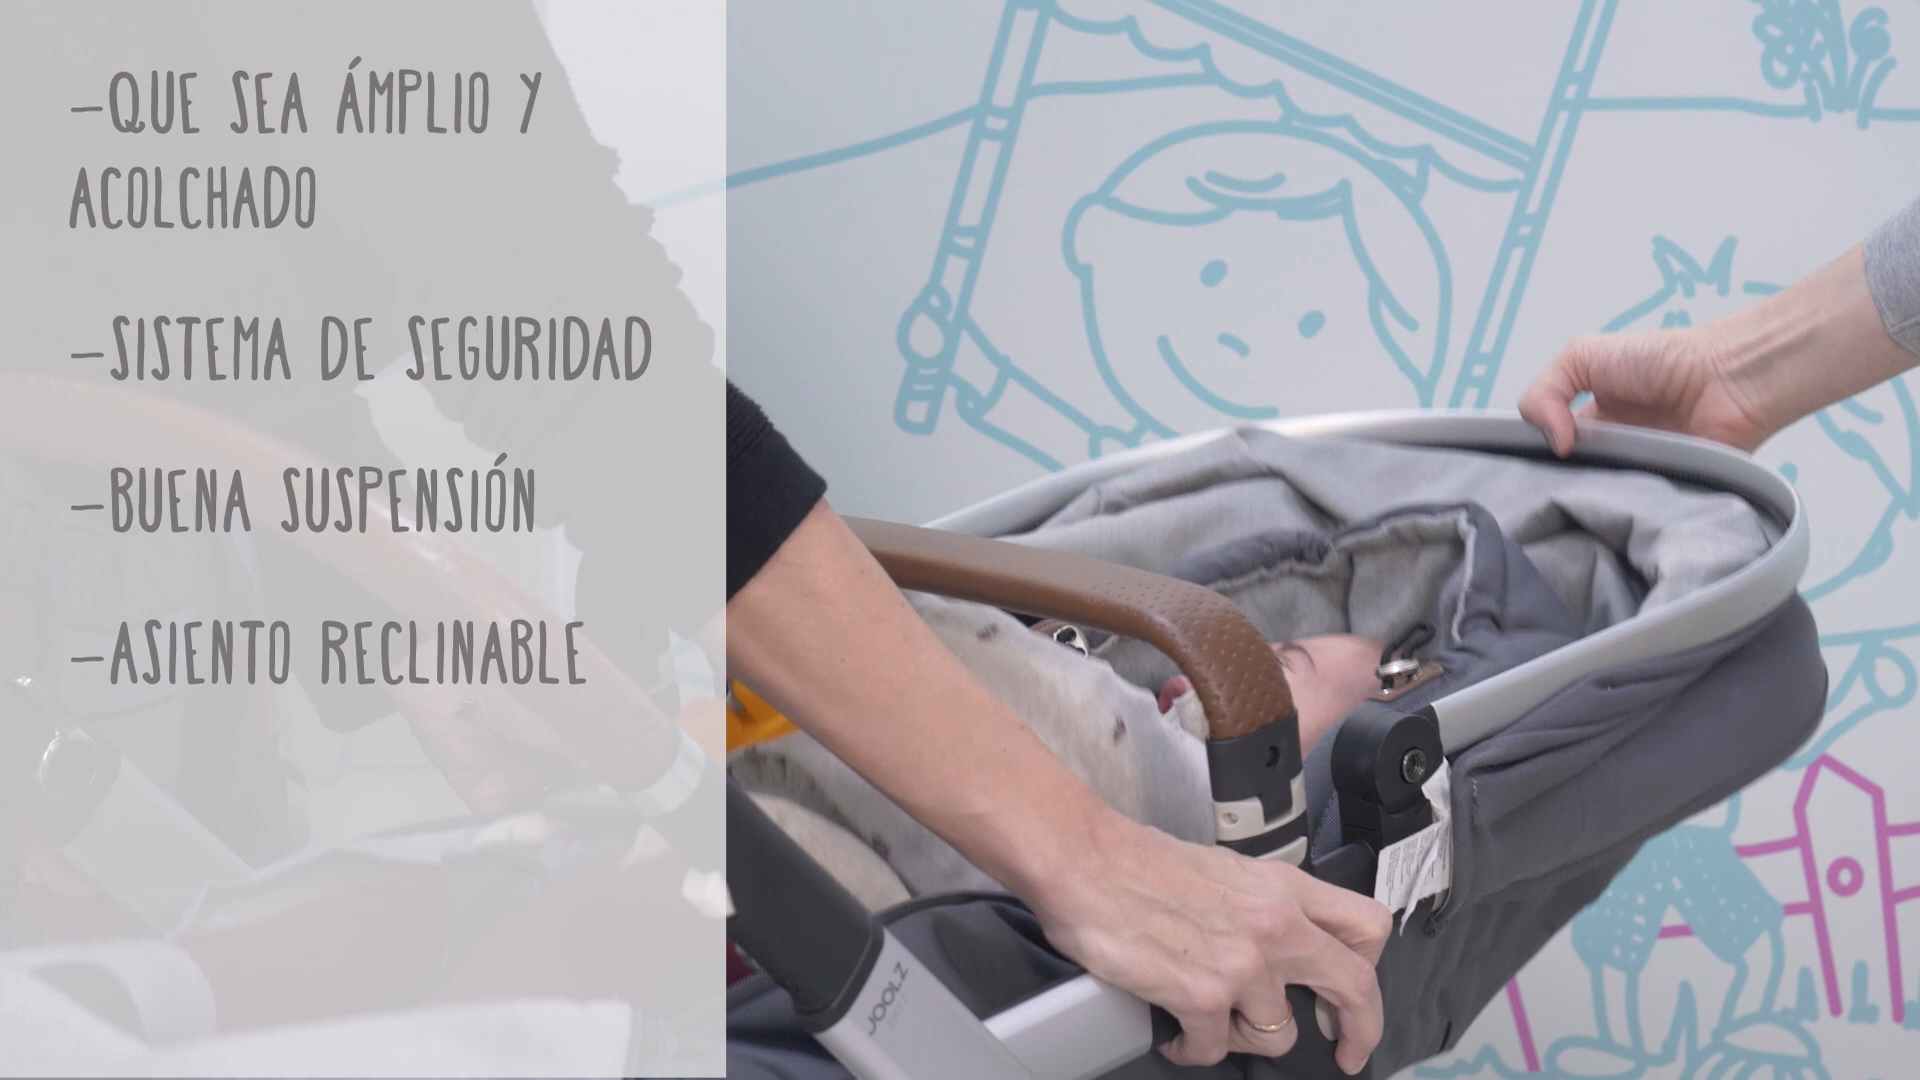 -QUE SEA ÁMPLIO Y
ACOLCHADO
-SISTEMA DE SEGURIDAD
-BUENA SUSPENSIÓN
-ASIENTO RECLINABLE
JOOLZ